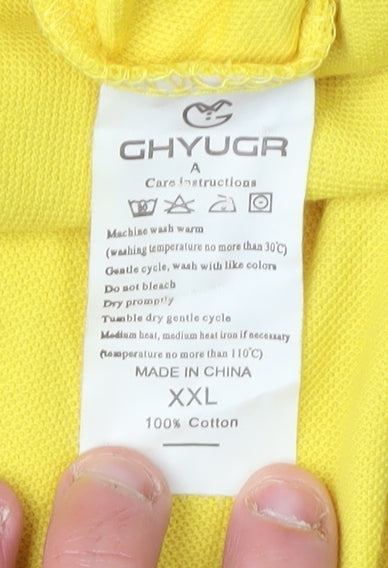 GHYUGR
A
Care Instructions
Machine wash warm
(washing temperature no more than 30℃)
Gentle cycle, wash with like colors
Do not bleach
Dry promptly
Tumble dry gentle cycle
Medium heat, medium heat iron if necessary
(temperature no more than 110℃)
MADE IN CHINA
XXL
100% Cotton